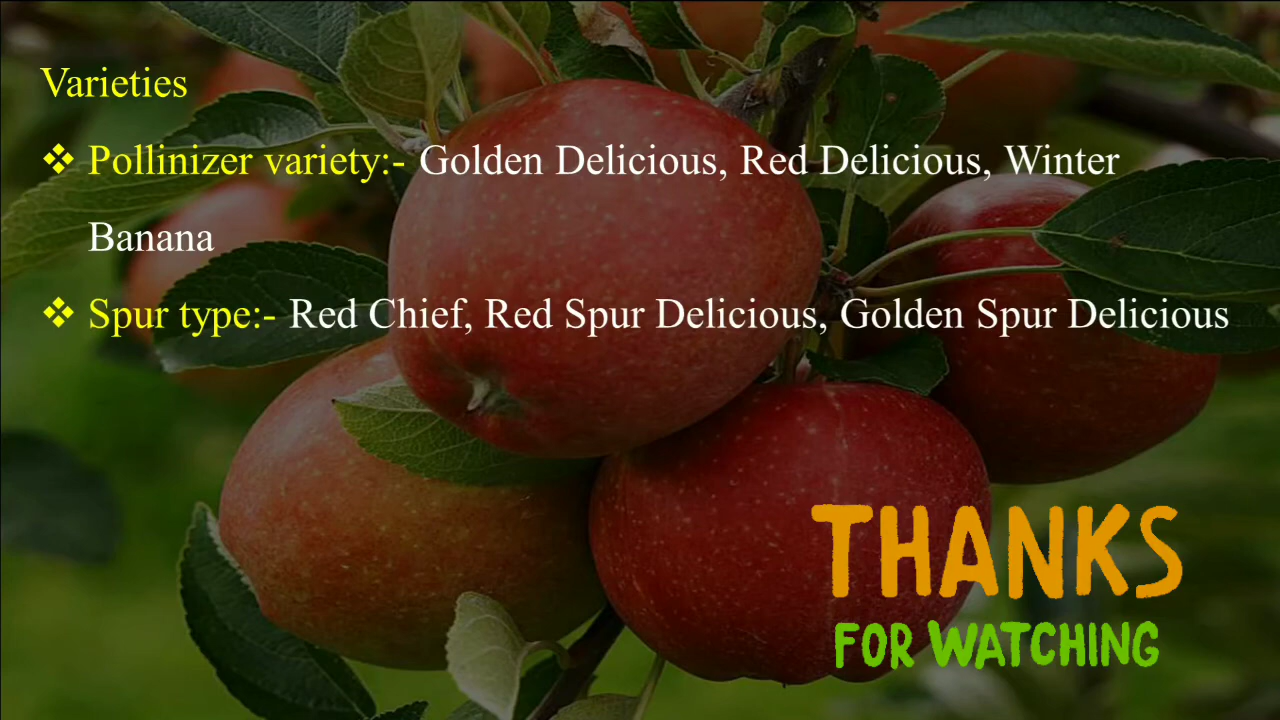 Varieties
❖ Pollinizer variety:- Golden Delicious, Red Delicious, Winter
Banana
❖ Spur type:- Red Chief, Red Spur Delicious, Golden Spur Delicious
THANKS
FOR WATCHING